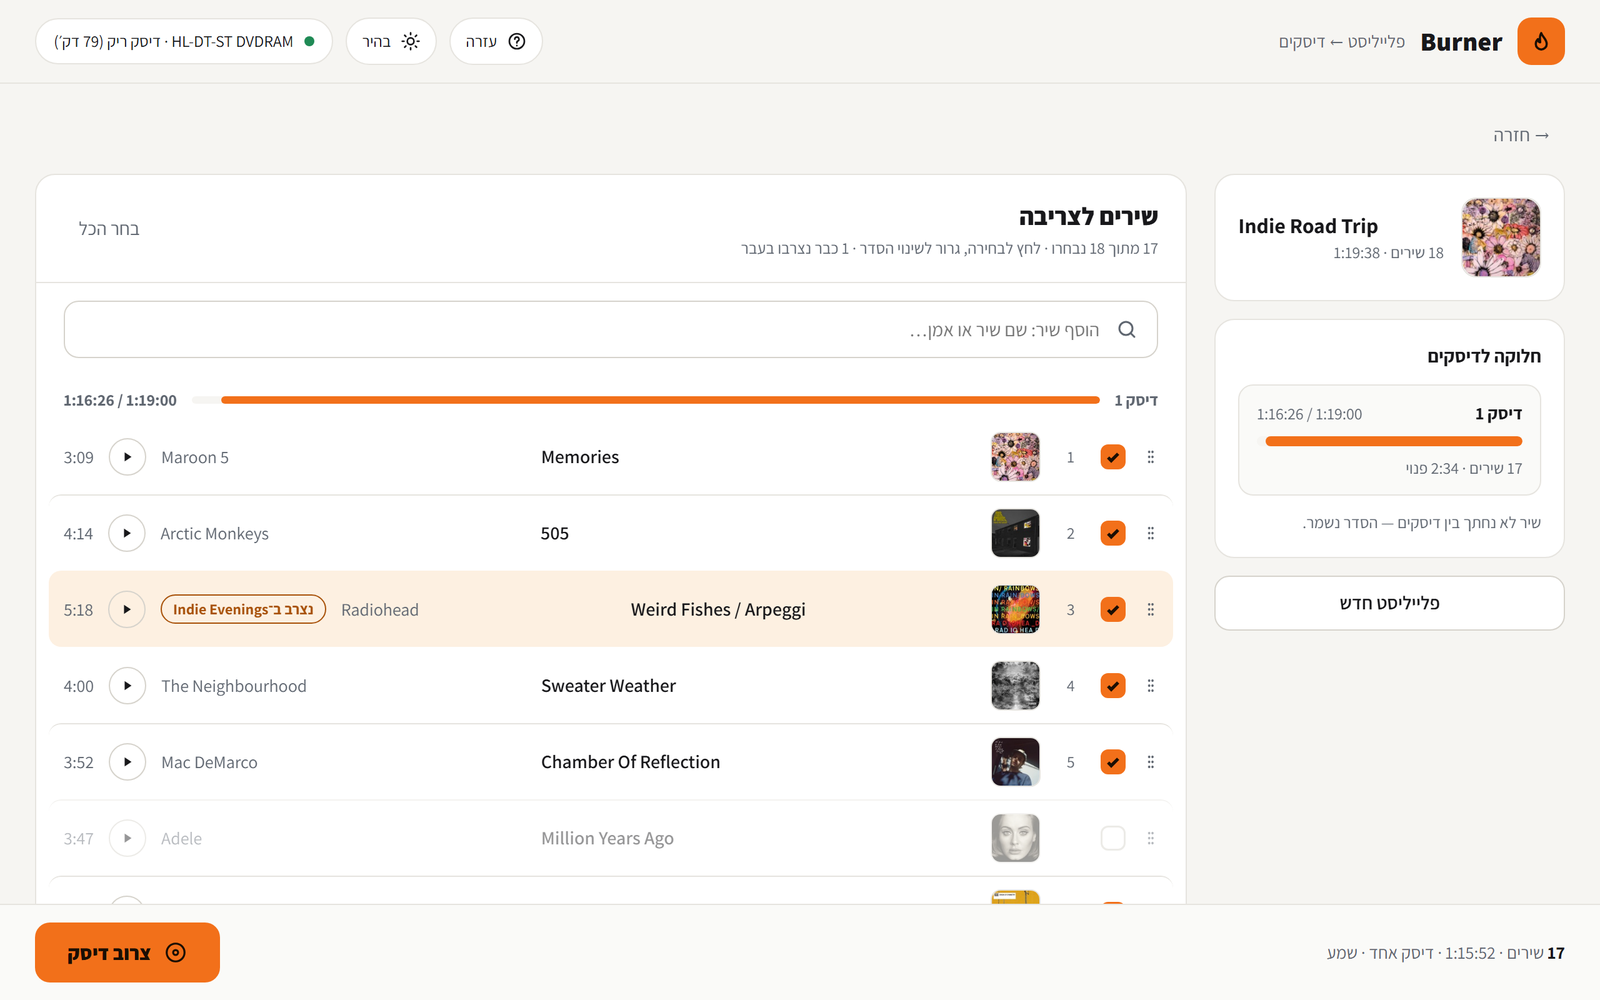 Burner
פלייליסט ← דיסקים
עזרה
בהיר
HL-DT-ST DVDRAM · דיסק ריק (79 דק׳)
→ חזרה
Indie Road Trip
18 שירים · 1:19:38
חלוקה לדיסקים
דיסק 1
1:16:26 / 1:19:00
17 שירים · 2:34 פנוי
שיר לא נחתך בין דיסקים — הסדר נשמר.
פלייליסט חדש
שירים לצריבה
17 מתוך 18 נבחרו · לחץ לבחירה, גרור לשינוי הסדר · 1 כבר נצרבו בעבר
בחר הכל
הוסף שיר: שם שיר או אמן…
דיסק 1
1:16:26 / 1:19:00
1 Memories Maroon 5 3:09
2 505 Arctic Monkeys 4:14
3 Weird Fishes / Arpeggi Radiohead נצרב ב־Indie Evenings 5:18
4 Sweater Weather The Neighbourhood 4:00
5 Chamber Of Reflection Mac DeMarco 3:52
Million Years Ago Adele 3:47
17 שירים · 1:15:52 · דיסק אחד · שמע
צרוב דיסק